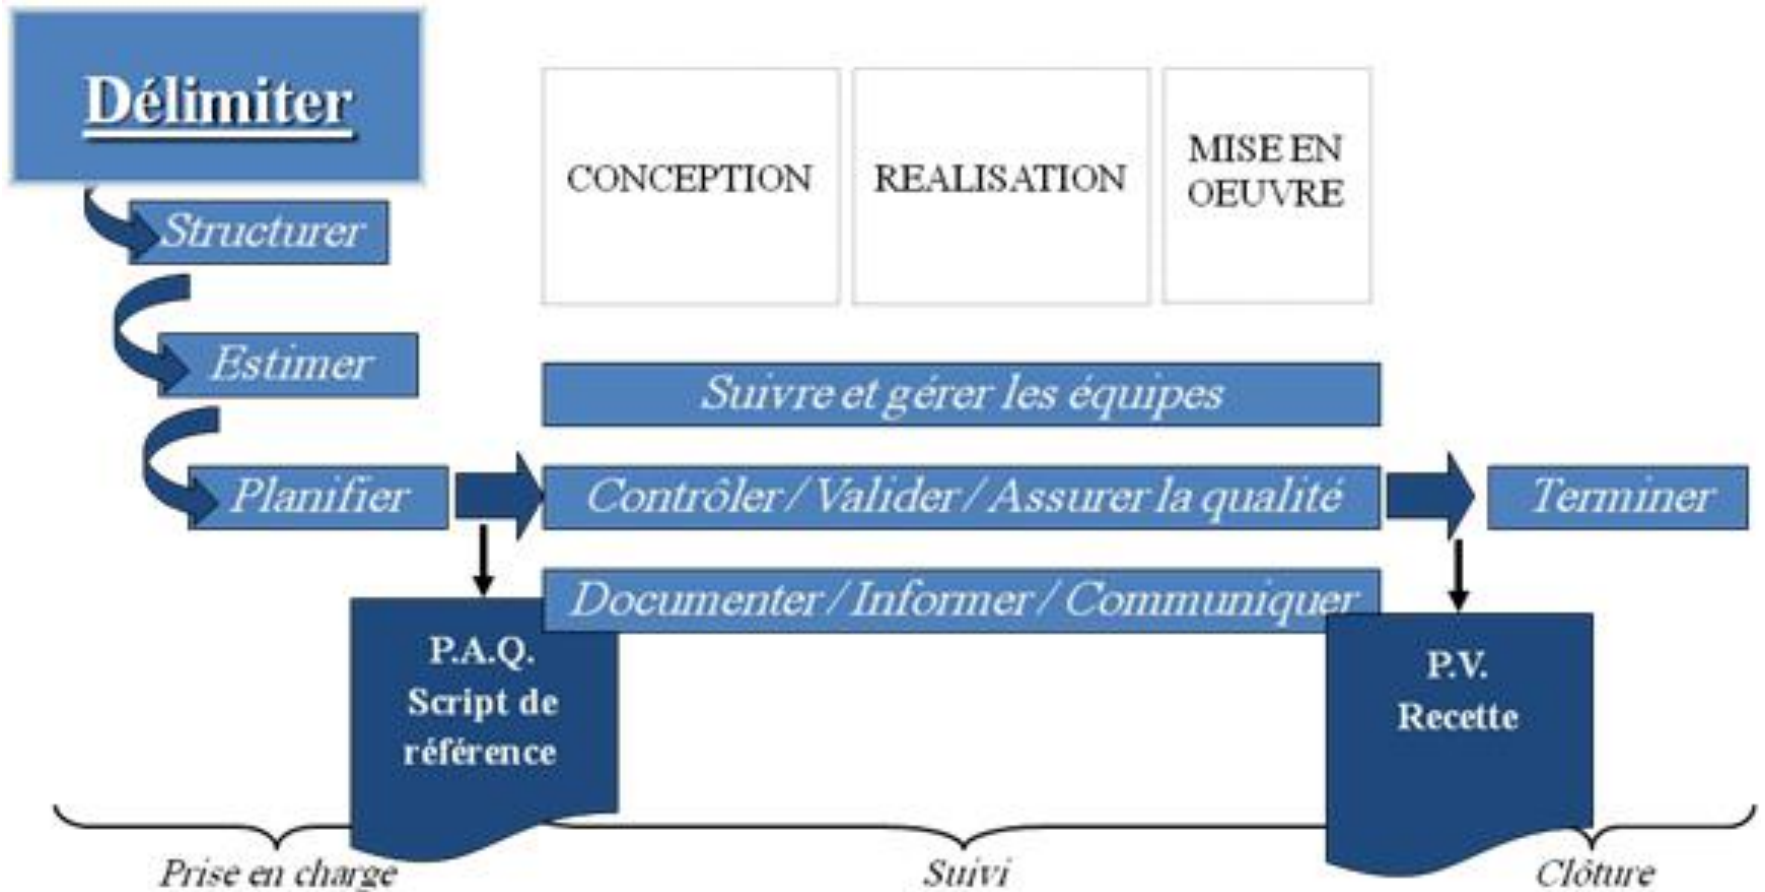 Délimiter
Structurer
Estimer
Planifier
CONCEPTION
REALISATION
MISE EN
OEUVRE
Suivre et gérer les équipes
Contrôler / Valider / Assurer la qualité
Documenter / Informer / Communiquer
Terminer
P.A.Q.
Script de
référence
P.V.
Recette
Prise en charge
Suivi
Clôture